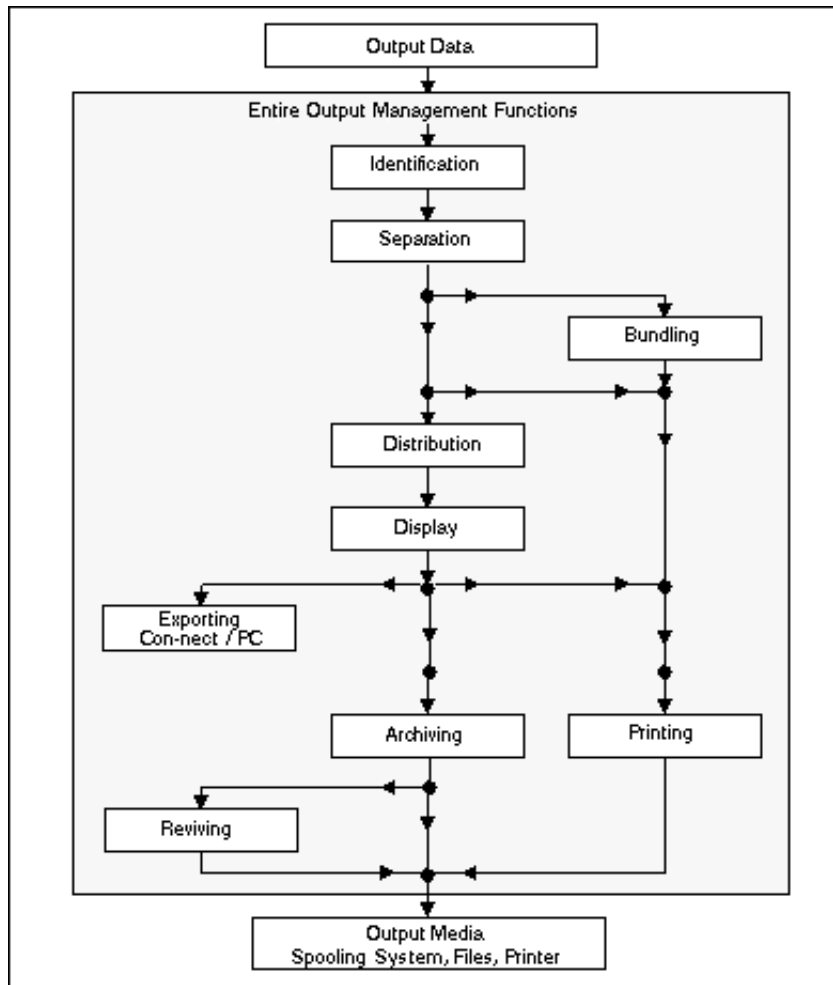 Output Data
Entire Output Management Functions
Identification
Separation
Bundling
Distribution
Display
Exporting
Con-nect / PC
Archiving
Printing
Reviving
Output Media
Spooling System, Files, Printer